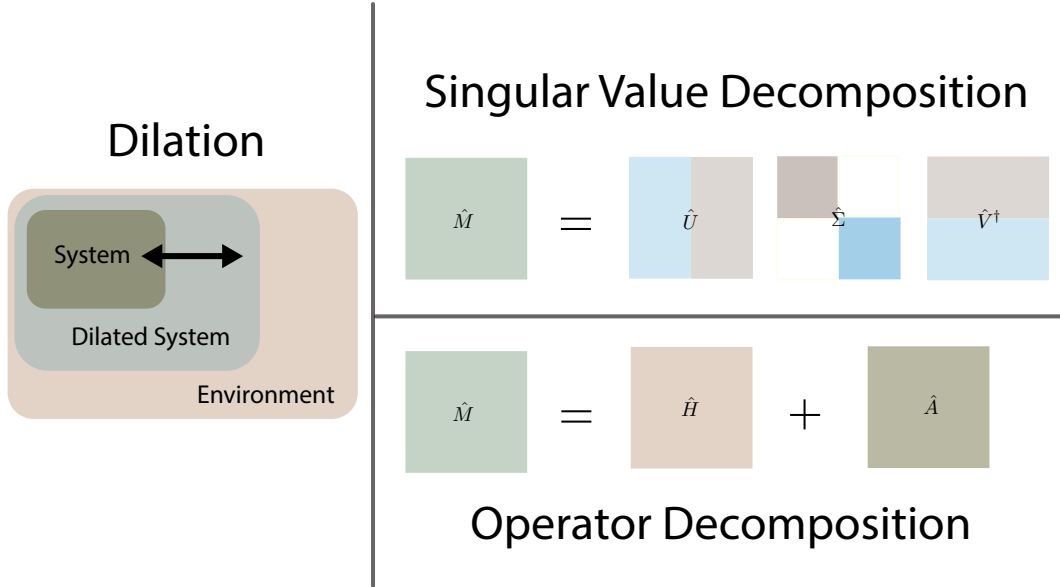 Dilation
System
Dilated System
Environment
Singular Value Decomposition
M̂ = Û Σ̂ V̂†
M̂ = Ĥ + Â
Operator Decomposition